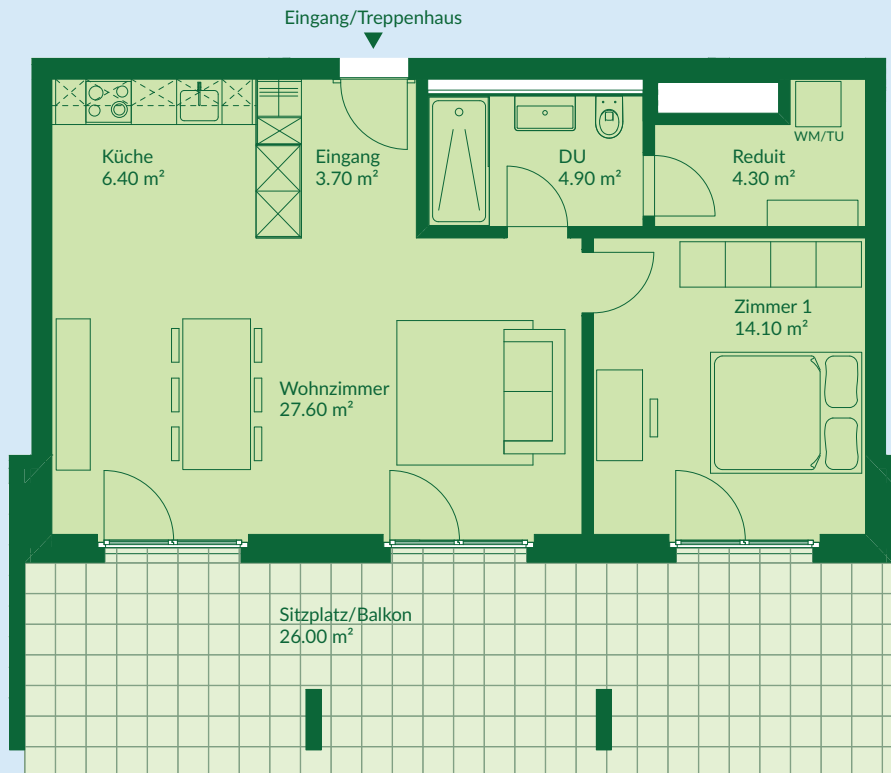 Eingang/Treppenhaus
WM/TU
Küche
6.40 m²
Eingang
3.70 m²
DU
4.90 m²
Reduit
4.30 m²
Zimmer 1
14.10 m²
Wohnzimmer
27.60 m²
Sitzplatz/Balkon
26.00 m²